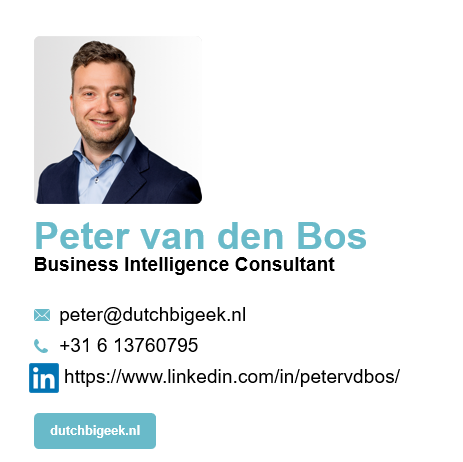 Peter van den Bos
Business Intelligence Consultant
peter@dutchbigeek.nl
+31 6 13760795
in https://www.linkedin.com/in/petervdbos/
dutchbigeek.nl